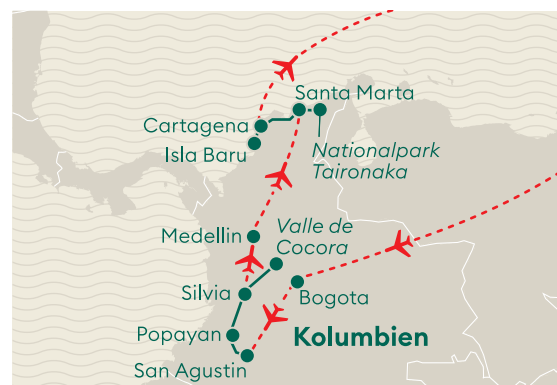 Santa Marta
Cartagena
Isla Baru
Nationalpark
Taironaka
Medellin
Valle de
Cocora
Silvia
Bogota
Popayan
Kolumbien
San Agustin